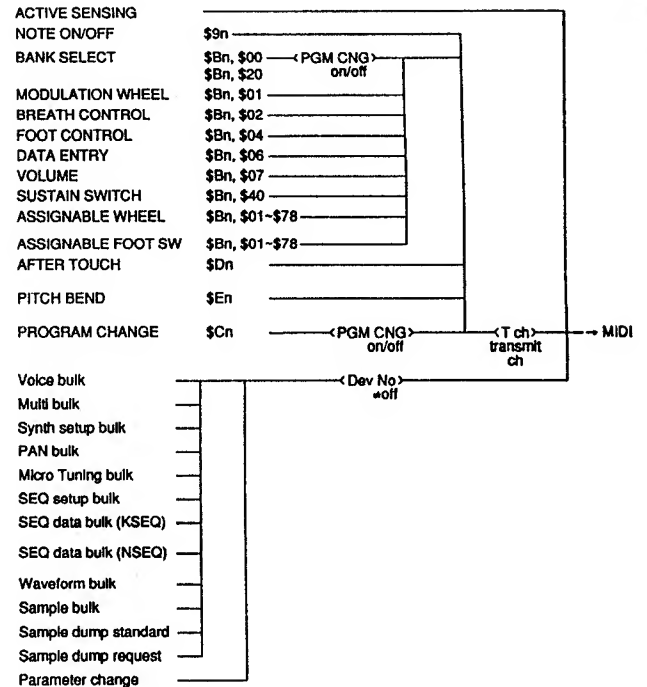 ACTIVE SENSING
NOTE ON/OFF $9n
BANK SELECT $Bn, $00 <PGM CNG>
$Bn, $20 on/off
MODULATION WHEEL $Bn, $01
BREATH CONTROL $Bn, $02
FOOT CONTROL $Bn, $04
DATA ENTRY $Bn, $06
VOLUME $Bn, $07
SUSTAIN SWITCH $Bn, $40
ASSIGNABLE WHEEL $Bn, $01~$78
ASSIGNABLE FOOT SW $Bn, $01~$78
AFTER TOUCH $Dn
PITCH BEND $En
PROGRAM CHANGE $Cn <PGM CNG> <T ch> → MIDI
on/off transmit
ch
Voice bulk <Dev No>
≠off
Multi bulk
Synth setup bulk
PAN bulk
Micro Tuning bulk
SEQ setup bulk
SEQ data bulk (KSEQ)
SEQ data bulk (NSEQ)
Waveform bulk
Sample bulk
Sample dump standard
Sample dump request
Parameter change